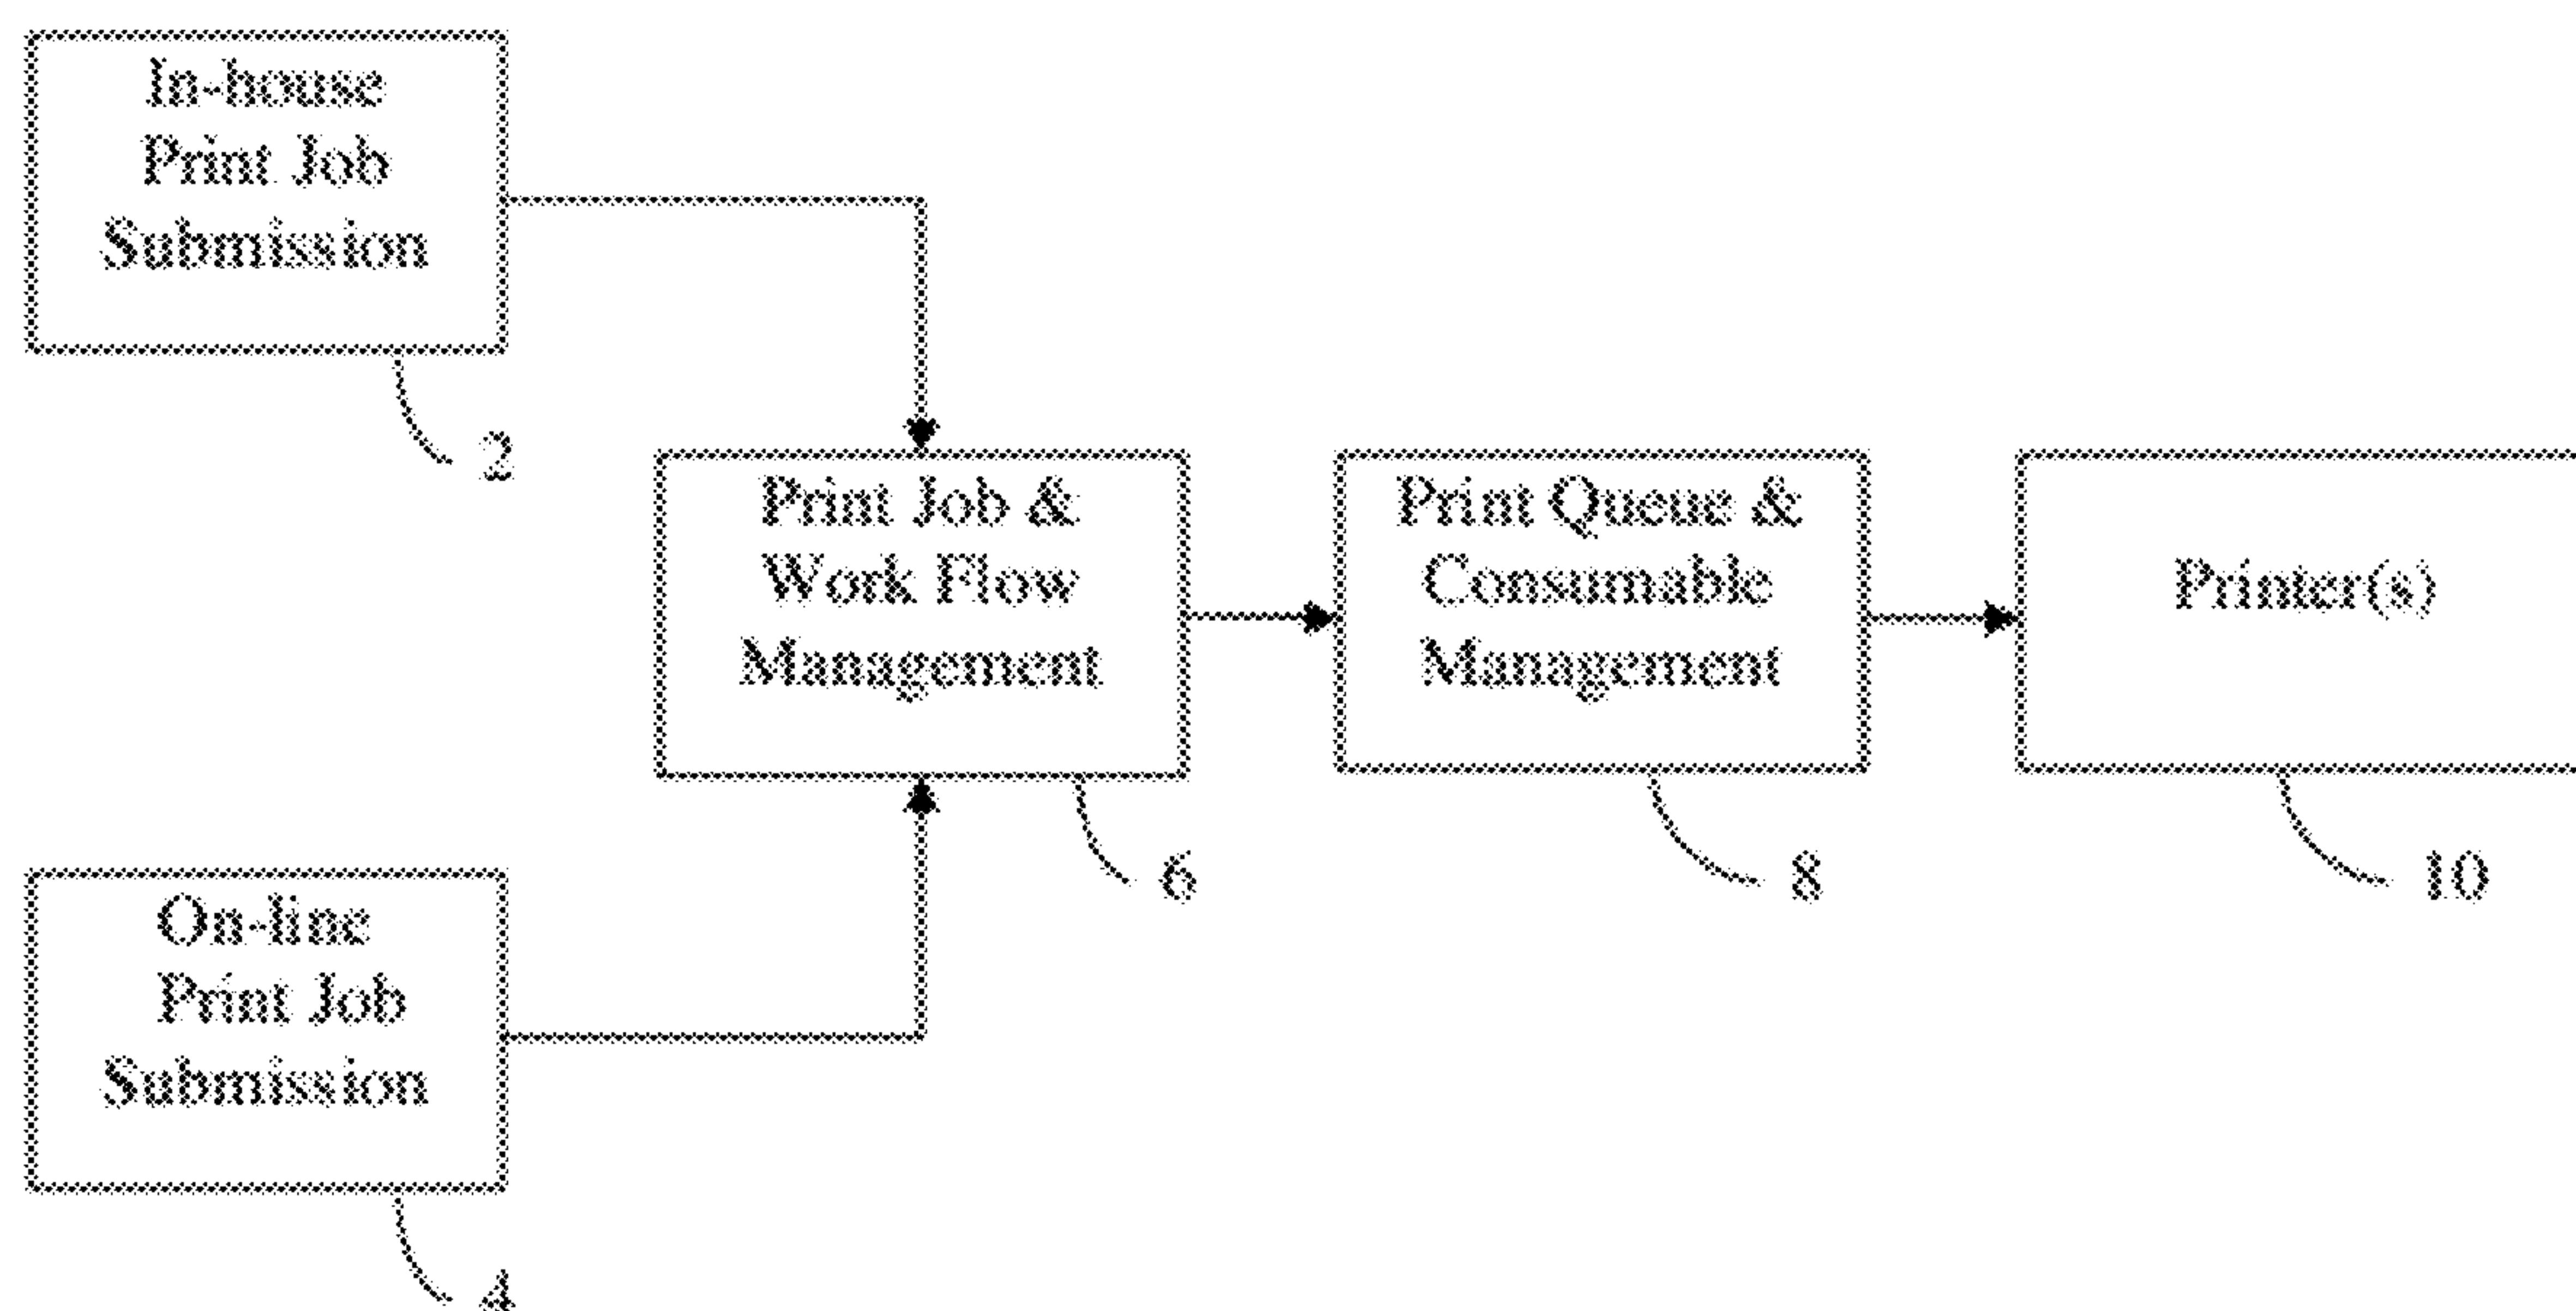 In-house
Print Job
Submission
2
Print Job &
Work Flow
Management
6
Print Queue &
Consumable
Management
8
Printer(s)
10
On-line
Print Job
Submission
4